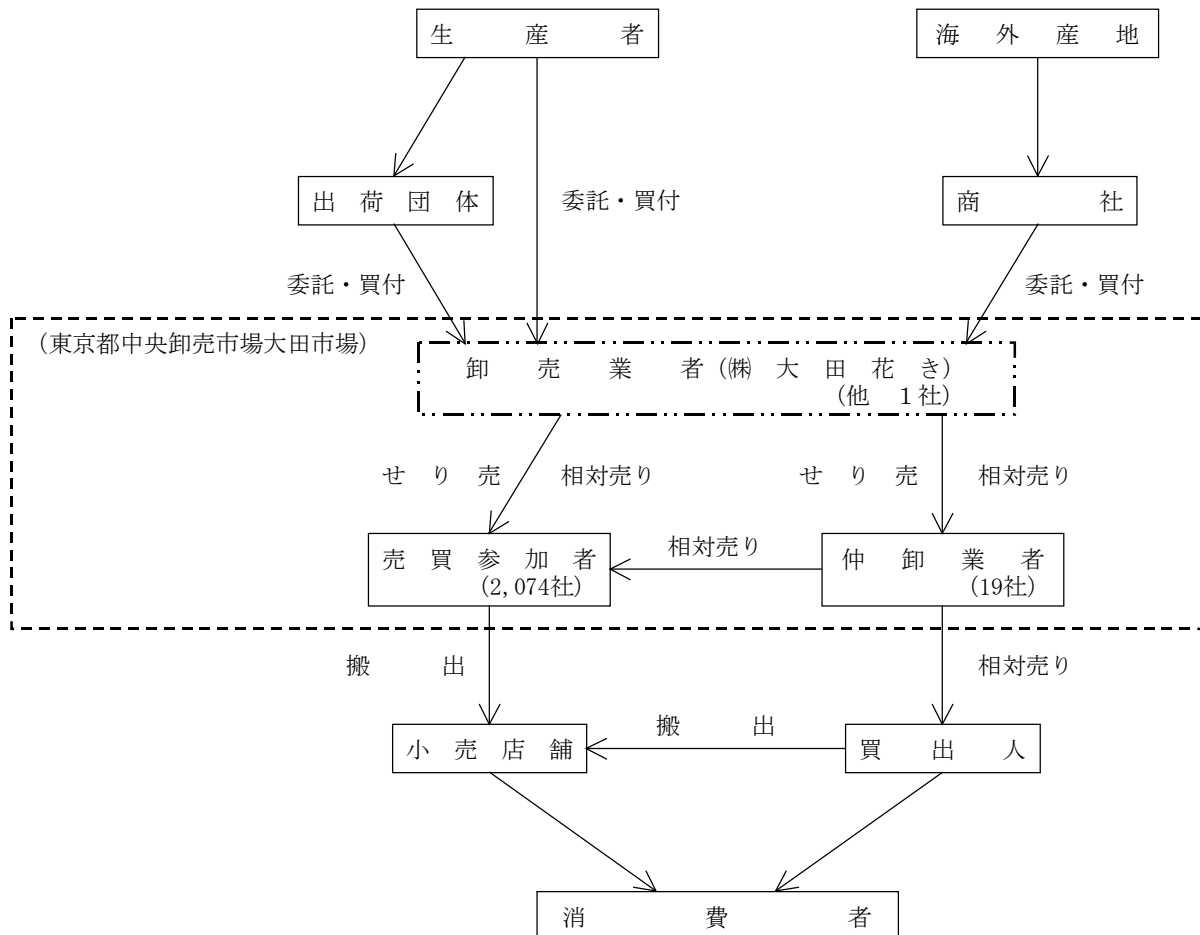 生産者
海外産地
出荷団体
委託・買付
商社
委託・買付
委託・買付
(東京都中央卸売市場大田市場)
卸売業者(㈱大田花き)
(他 1社)
せり売 相対売り
せり売 相対売り
売買参加者
(2,074社)
相対売り
仲卸業者
(19社)
搬出
相対売り
小売店舗
搬出
買出人
消費者